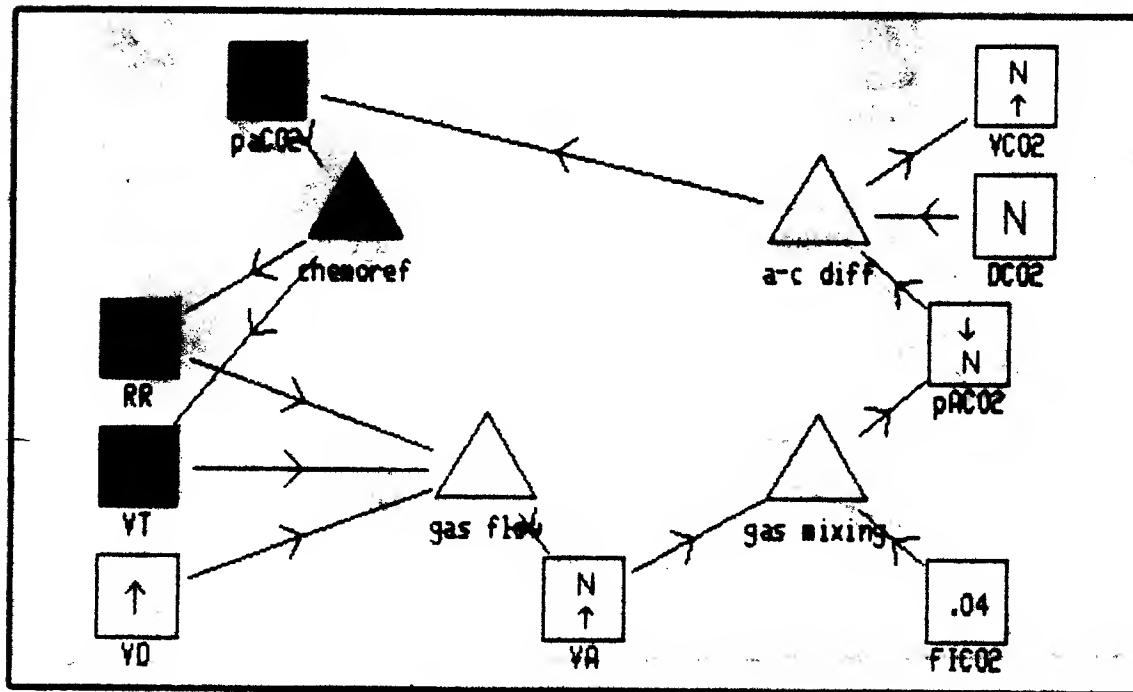 N
↑
paCO2
VCO2
N
chemoref
a-c diff
DCO2
↓
N
RR
pACO2
VT
gas flow
gas mixing
↑
N
↑
.04
VD
VA
fICO2